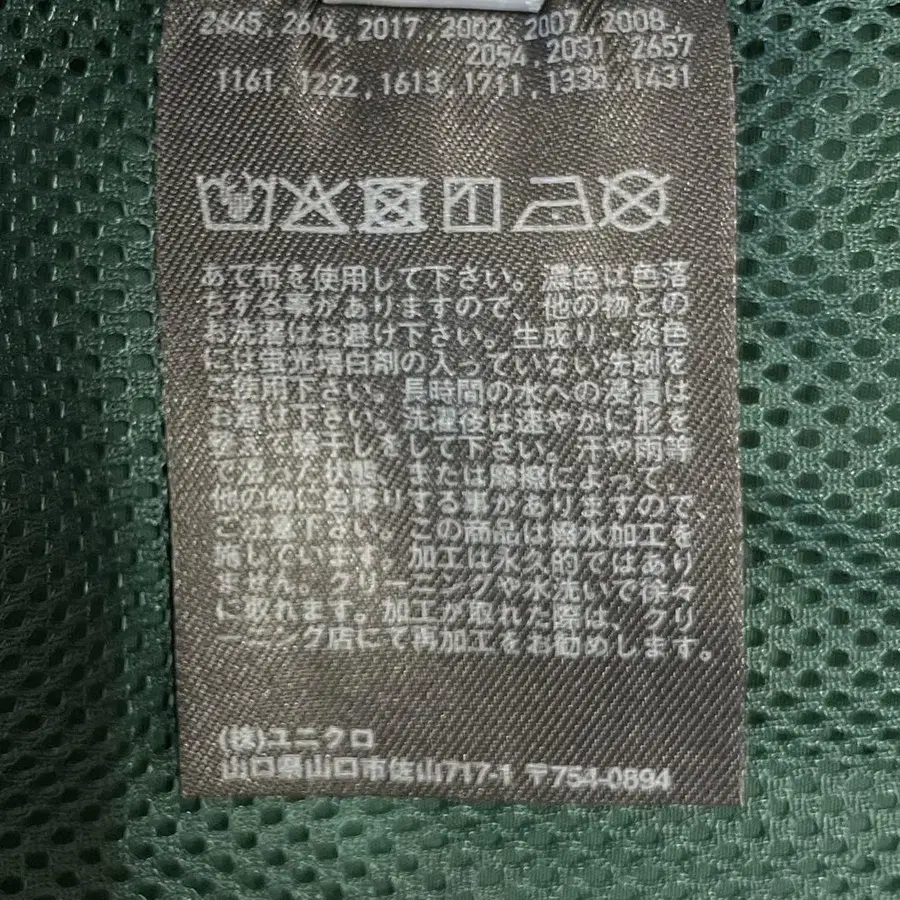 2645, 2646, 2017, 2002, 2007, 2008,
2054, 2031, 2657
1161, 1222, 1613, 1711, 1335, 1431
あて布を使用して下さい。濃色は色落
ちする事がありますので、他の物との
お洗濯はお避け下さい。生成り・淡色
には蛍光増白剤の入っていない洗剤を
ご使用下さい。長時間の水への浸漬は
お避け下さい。洗濯後は速やかに形を
整えて陰干しをして下さい。汗や雨等
で湿った状態、または摩擦によって、
他の物に色移りする事がありますので
ご注意下さい。この商品は撥水加工を
施しています。加工は永久的ではあり
ません。クリーニングや水洗いで徐々
に取れます。加工が取れた際は、クリ
ーニング店にて再加工をお勧めします。
(株)ユニクロ
山口県山口市佐山717-1 〒754-0894